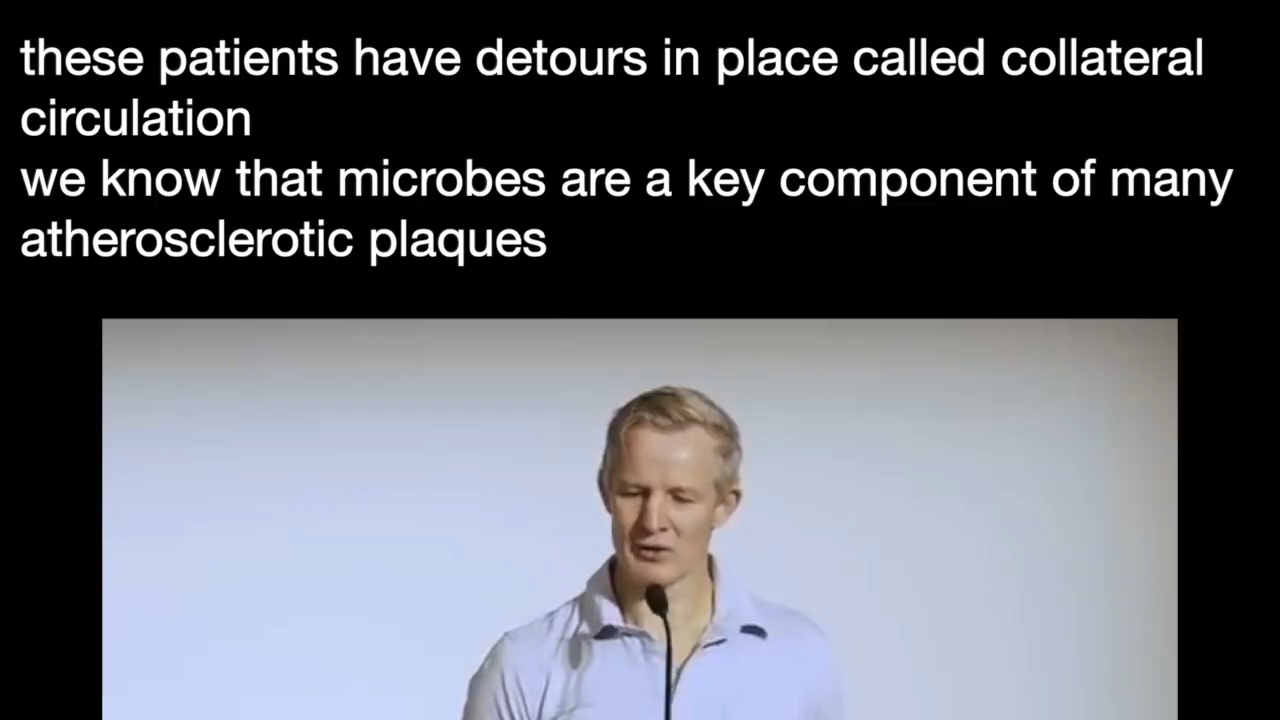 these patients have detours in place called collateral
circulation
we know that microbes are a key component of many
atherosclerotic plaques